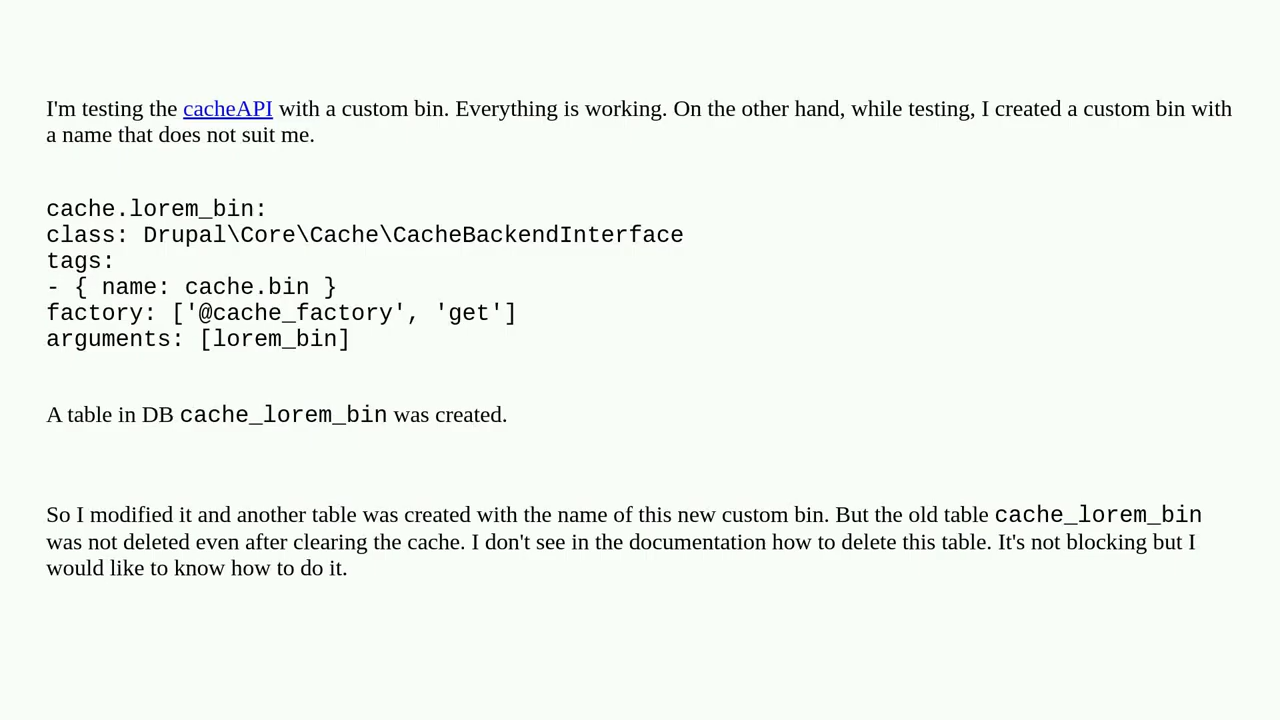 I'm testing the cacheAPI with a custom bin. Everything is working. On the other hand, while testing, I created a custom bin with
a name that does not suit me.
cache.lorem_bin:
class: Drupal\Core\Cache\CacheBackendInterface
tags:
- { name: cache.bin }
factory: ['@cache_factory', 'get']
arguments: [lorem_bin]
A table in DB cache_lorem_bin was created.
So I modified it and another table was created with the name of this new custom bin. But the old table cache_lorem_bin
was not deleted even after clearing the cache. I don't see in the documentation how to delete this table. It's not blocking but I
would like to know how to do it.